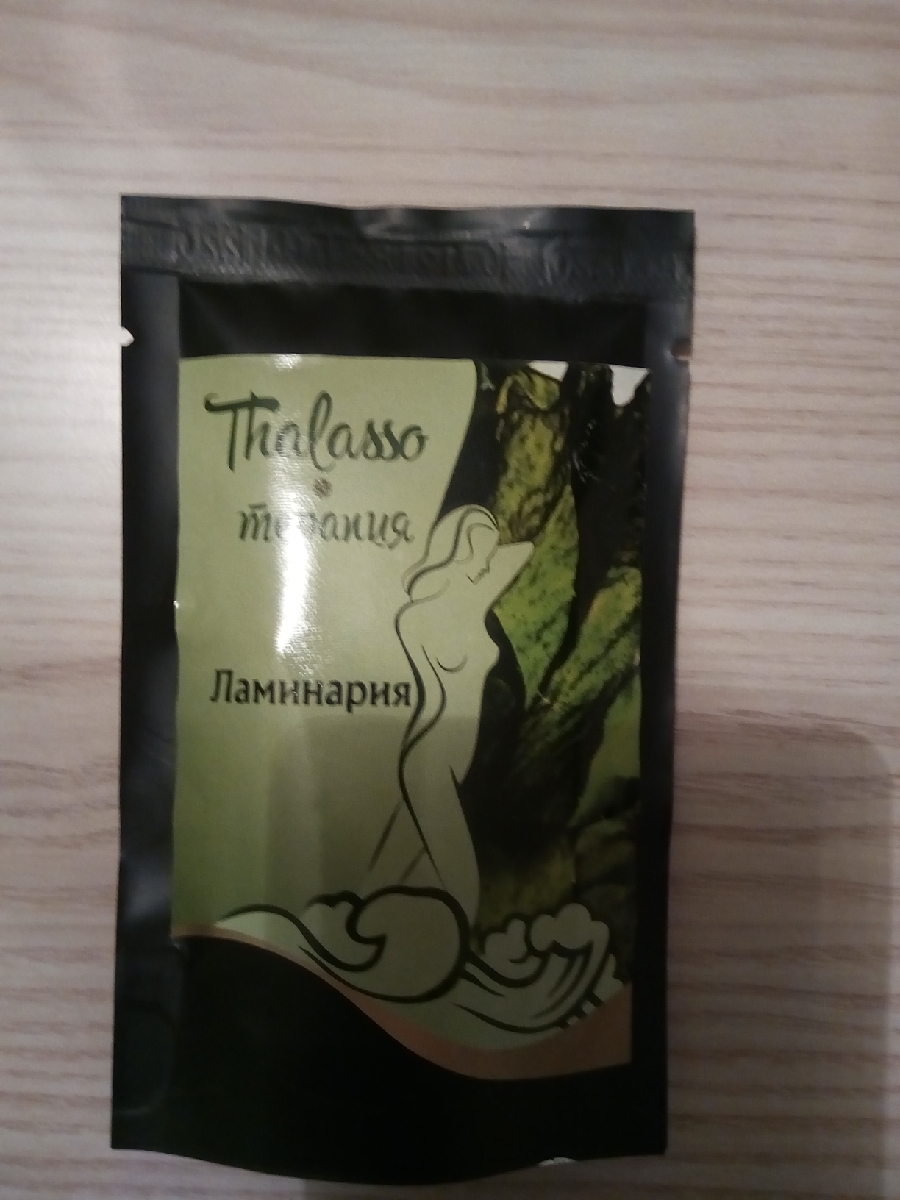 Thalasso
терапия
Ламинария